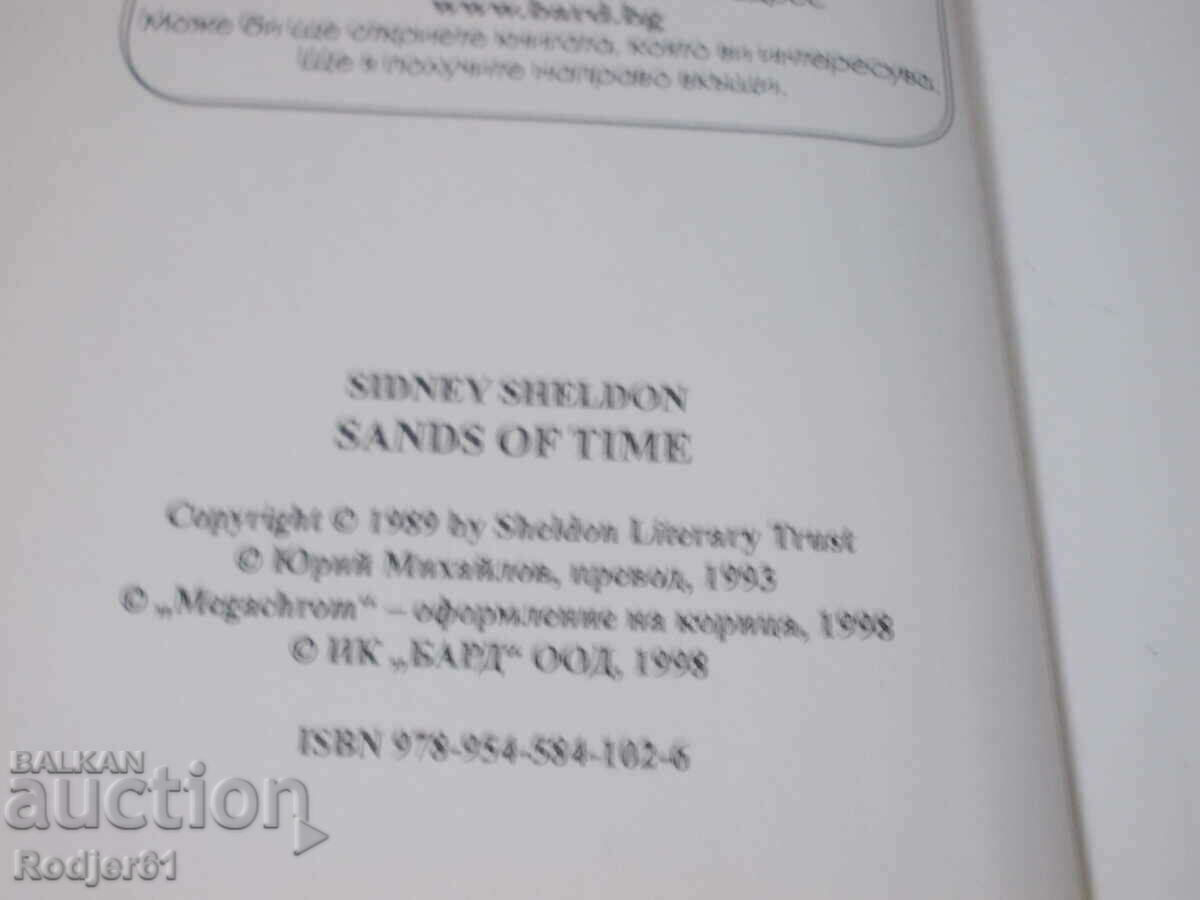 www.bard.bg
Може би ще откриете книгата, която ви интересува.
Ще я получите направо вкъщи.
SIDNEY SHELDON
SANDS OF TIME
Copyright © 1989 by Sheldon Literary Trust
© Юрий Михайлов, превод, 1993
© „Megachrom“ – оформление на корица, 1998
© ИК „БАРД“ ООД, 1998
ISBN 978-954-584-102-6
BALKAN
auction
Rodjer61